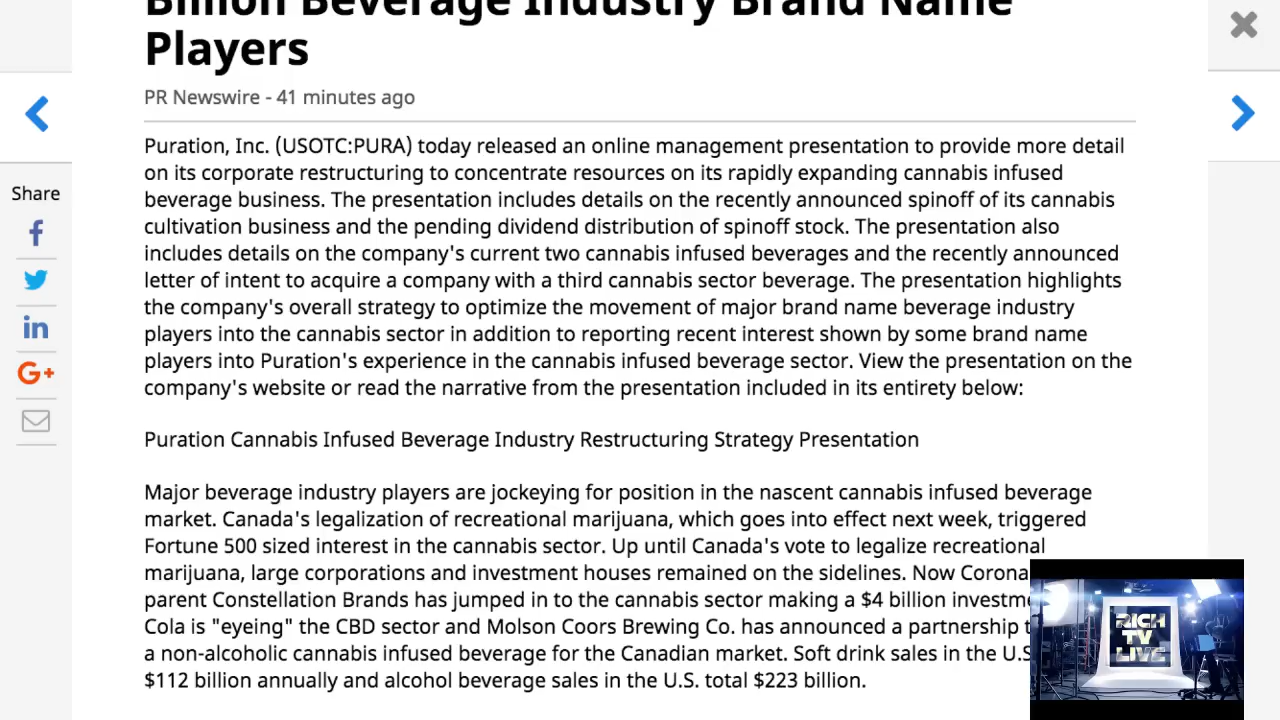 Billion Beverage Industry Brand Name
Players
PR Newswire - 41 minutes ago
Puration, Inc. (USOTC:PURA) today released an online management presentation to provide more detail
on its corporate restructuring to concentrate resources on its rapidly expanding cannabis infused
beverage business. The presentation includes details on the recently announced spinoff of its cannabis
cultivation business and the pending dividend distribution of spinoff stock. The presentation also
includes details on the company's current two cannabis infused beverages and the recently announced
letter of intent to acquire a company with a third cannabis sector beverage. The presentation highlights
the company's overall strategy to optimize the movement of major brand name beverage industry
players into the cannabis sector in addition to reporting recent interest shown by some brand name
players into Puration's experience in the cannabis infused beverage sector. View the presentation on the
company's website or read the narrative from the presentation included in its entirety below:
Puration Cannabis Infused Beverage Industry Restructuring Strategy Presentation
Major beverage industry players are jockeying for position in the nascent cannabis infused beverage
market. Canada's legalization of recreational marijuana, which goes into effect next week, triggered
Fortune 500 sized interest in the cannabis sector. Up until Canada's vote to legalize recreational
marijuana, large corporations and investment houses remained on the sidelines. Now Corona
parent Constellation Brands has jumped in to the cannabis sector making a $4 billion
Cola is "eyeing" the CBD sector and Molson Coors Brewing Co. has announced a partnership
a non-alcoholic cannabis infused beverage for the Canadian market. Soft drink sales in the U.S
$112 billion annually and alcohol beverage sales in the U.S. total $223 billion.
Share
f
in
G+
RICH
TV
LIVE